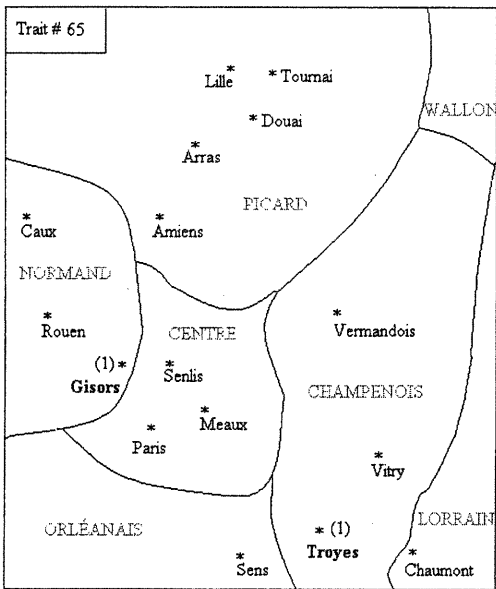 Trait # 65
* Lille
* Tournai
WALLON
* Douai
* Arras
PICARD
* Caux
* Amiens
NORMAND
* Rouen
CENTRE
* Vermandois
(1) *
Gisors
* Senlis
CHAMPENOIS
* Meaux
* Paris
* Vitry
ORLÉANAIS
LORRAIN
* (1)
Troyes
* Sens
* Chaumont